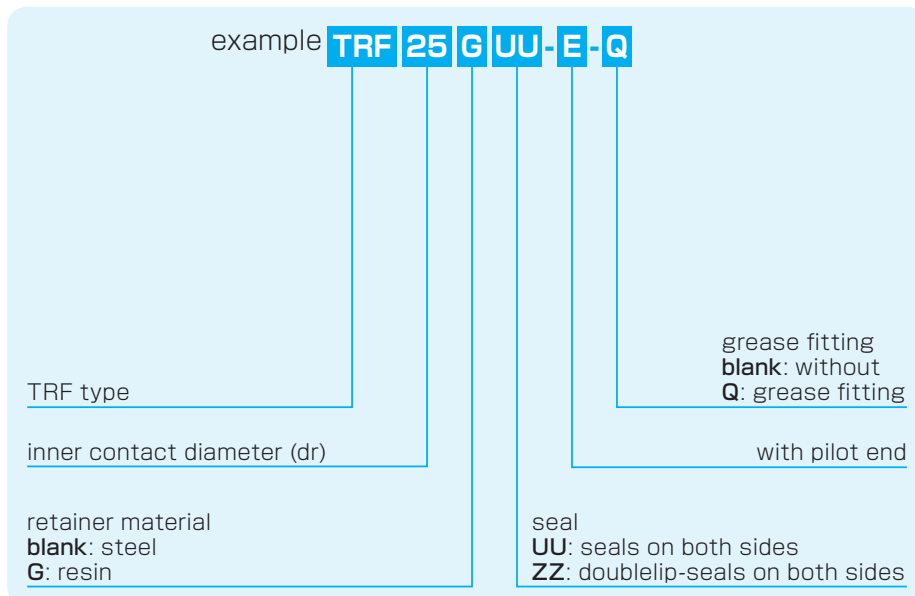 example TRF 25 G UU-E-Q
grease fitting
blank: without
Q: grease fitting
TRF type
inner contact diameter (dr)
with pilot end
retainer material
blank: steel
G: resin
seal
UU: seals on both sides
ZZ: doublelip-seals on both sides